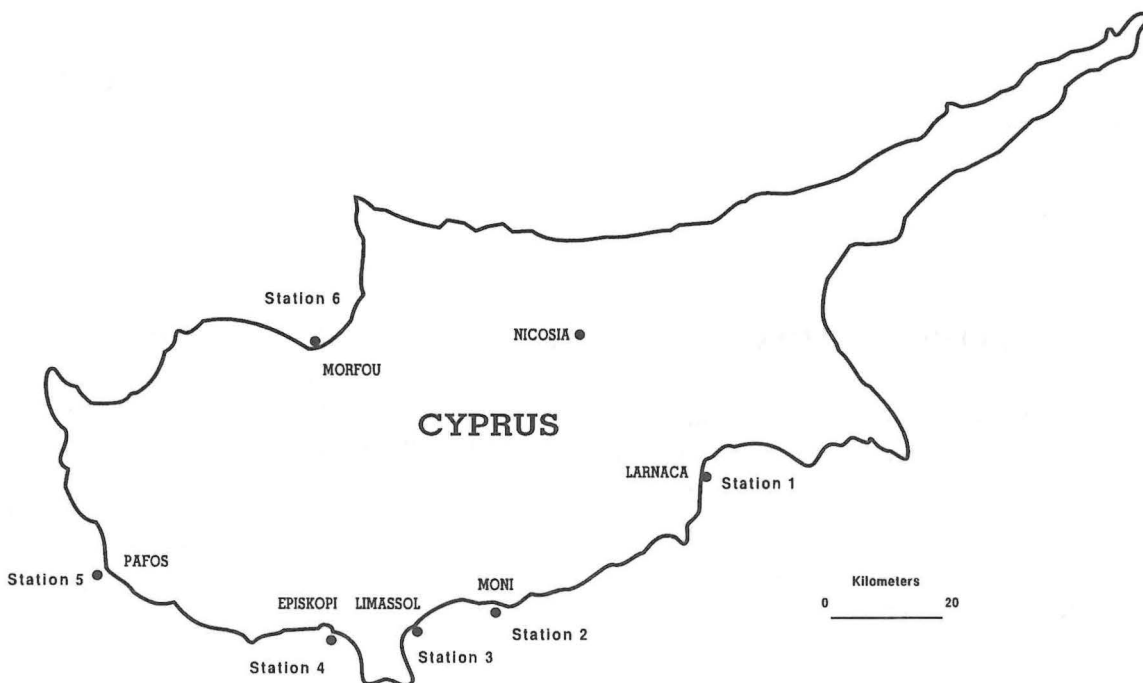 Station 6
NICOSIA
MORFOU
CYPRUS
LARNACA
Station 1
PAFOS
Station 5
Kilometers
0 20
MONI
EPISKOPI
LIMASSOL
Station 2
Station 3
Station 4